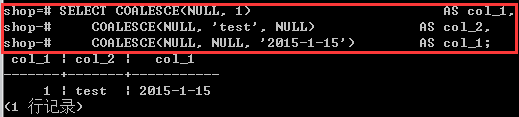 shop=# SELECT COALESCE(NULL, 1) AS col_1,
shop-# COALESCE(NULL, 'test', NULL) AS col_2,
shop-# COALESCE(NULL, NULL, '2015-1-15') AS col_1;
col_1 | col_2 | col_1
-------+-------+-----------
1 | test | 2015-1-15
(1 行记录)